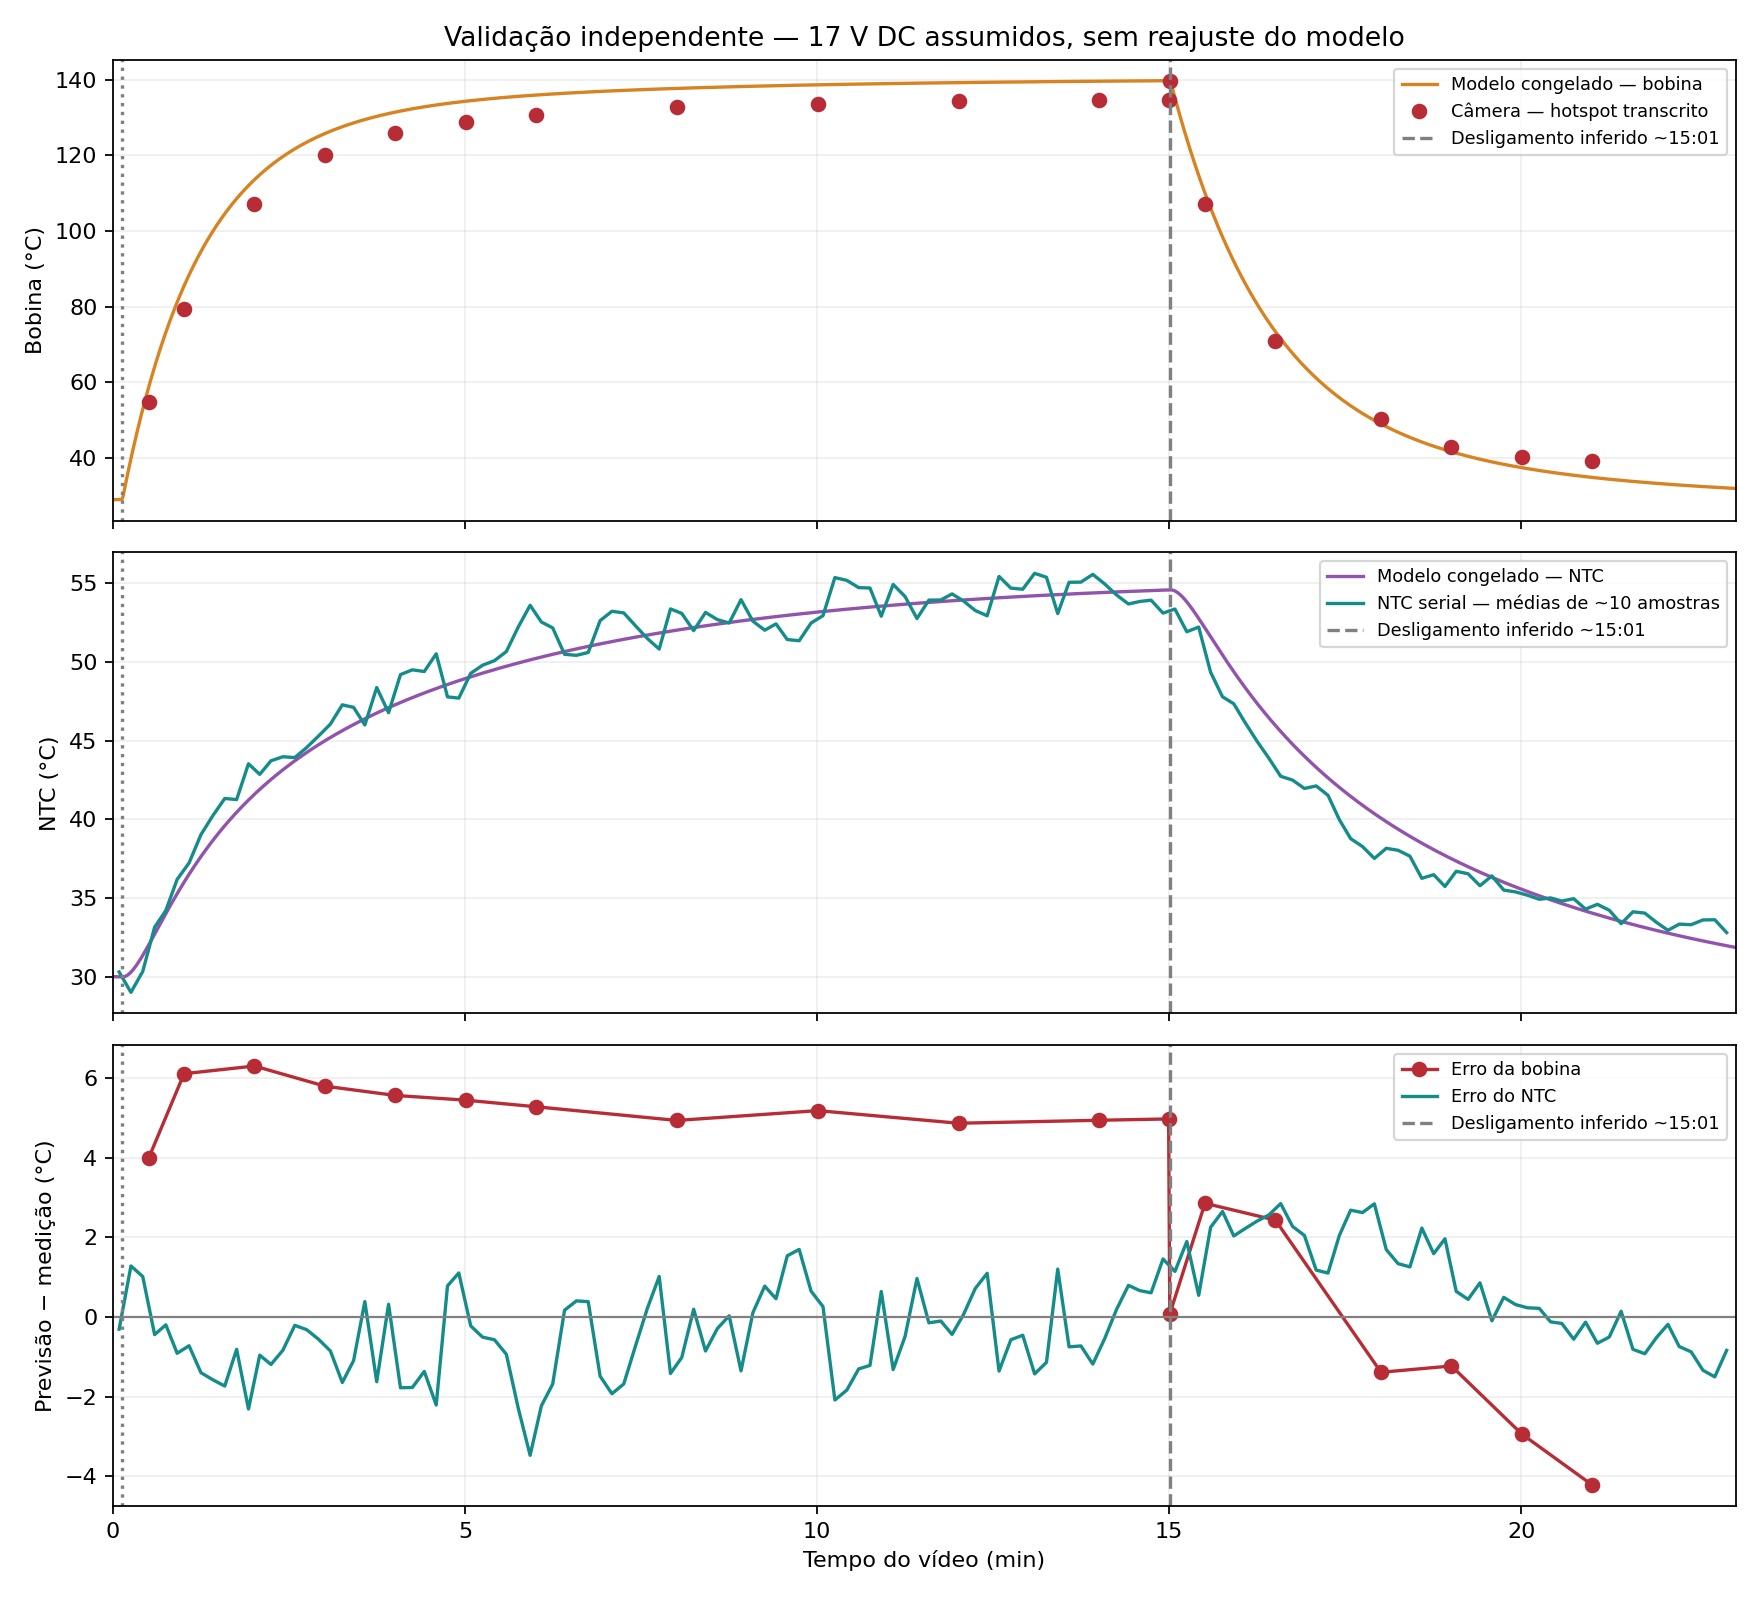 Validação independente — 17 V DC assumidos, sem reajuste do modelo
140
120
100
80
60
40
Bobina (°C)
Modelo congelado — bobina
Câmera — hotspot transcrito
Desligamento inferido ~15:01
55
50
45
40
35
30
NTC (°C)
Modelo congelado — NTC
NTC serial — médias de ~10 amostras
Desligamento inferido ~15:01
6
4
2
0
−2
−4
Previsão − medição (°C)
Erro da bobina
Erro do NTC
Desligamento inferido ~15:01
0
5
10
15
20
Tempo do vídeo (min)